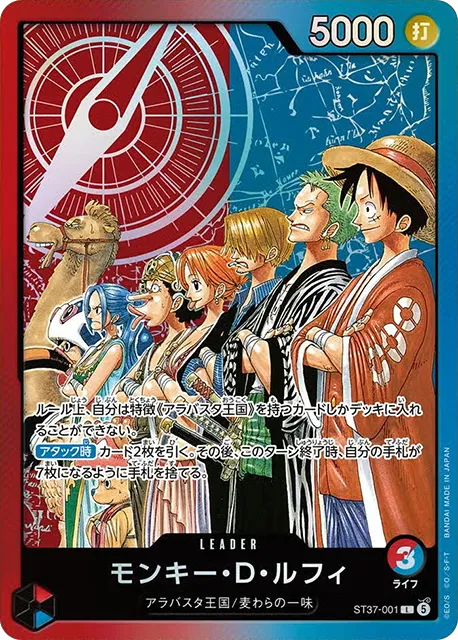 5000 打
ルール上、自分は特徴《アラバスタ王国》を持つカードしかデッキに入れ
ることができない。
アタック時 カード2枚を引く。その後、このターン終了時、自分の手札が
7枚になるように手札を捨てる。
LEADER
モンキー・D・ルフィ
アラバスタ王国/麦わらの一味
3
ライフ
ST37-001 L 5
©E.O/S ©E.O./S.・F・T BANDAI MADE IN JAPAN